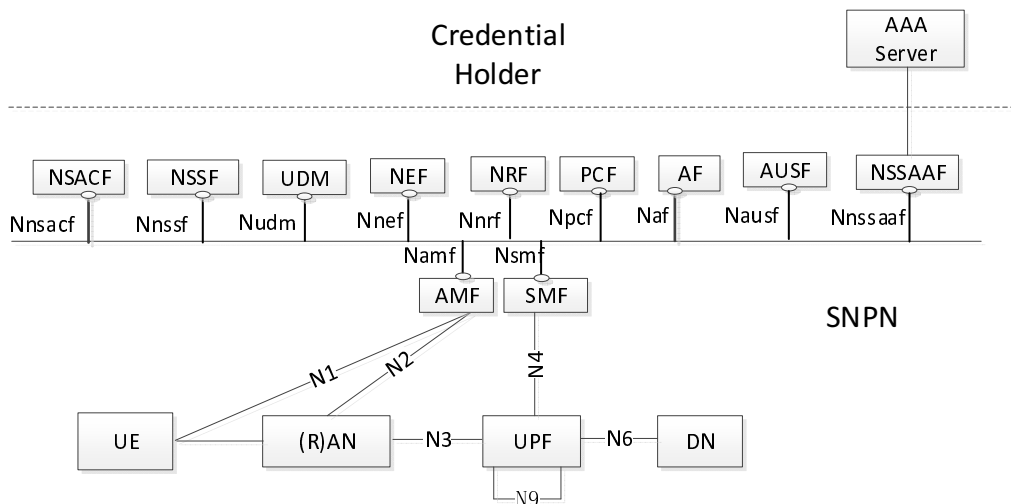 Credential
Holder
AAA
Server
NSACF
NSSF
UDM
NEF
NRF
PCF
AF
AUSF
NSSAAF
Nnsacf
Nnssf
Nudm
Nnef
Nnrf
Npcf
Naf
Nausf
Nnssaaf
Namf
Nsmf
AMF
SMF
SNPN
N1
N2
N4
UE
(R)AN
N3
UPF
N6
DN
N9